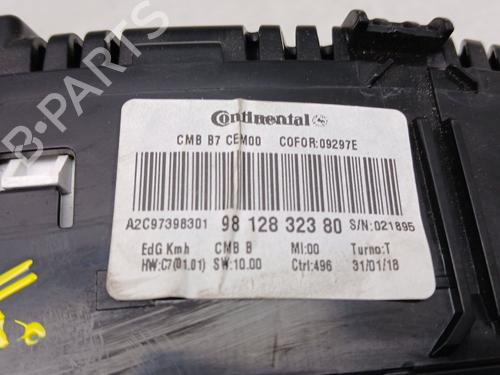 B-PARTS
Continental
CMB B7 CEM00 COFOR:09297E
A2C97398301 98 128 323 80 S/N:021895
EdG Kmh CMB B MI:00 Turno:T
HW:C7(01.01) SW:10.00 Ctrl:496 31/01/18